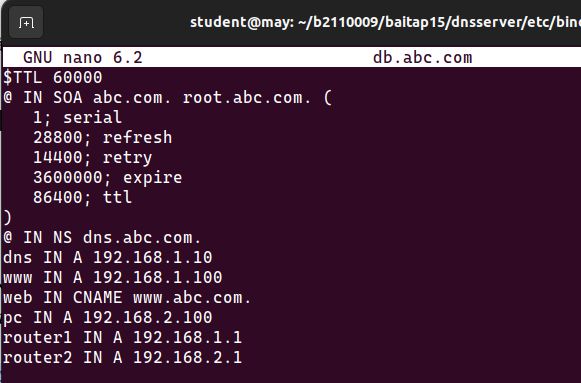 student@may: ~/b2110009/baitap15/dnsserver/etc/bind
GNU nano 6.2 db.abc.com
$TTL 60000
@ IN SOA abc.com. root.abc.com. (
1; serial
28800; refresh
14400; retry
3600000; expire
86400; ttl
)
@ IN NS dns.abc.com.
dns IN A 192.168.1.10
www IN A 192.168.1.100
web IN CNAME www.abc.com.
pc IN A 192.168.2.100
router1 IN A 192.168.1.1
router2 IN A 192.168.2.1